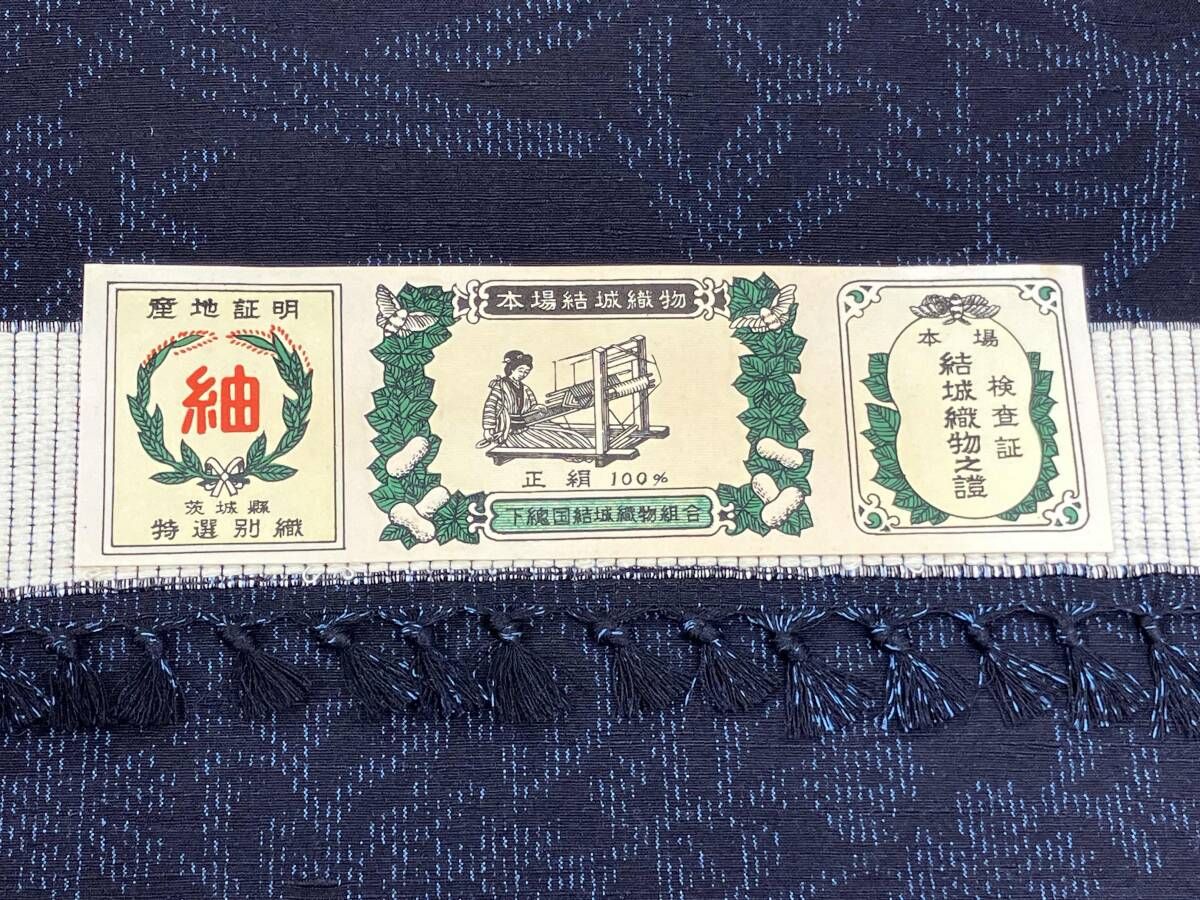 産地証明
紬
茨城縣
特選別織
本場結城織物
正絹 100%
下總国結城織物組合
本場
結城織物之證
検査証